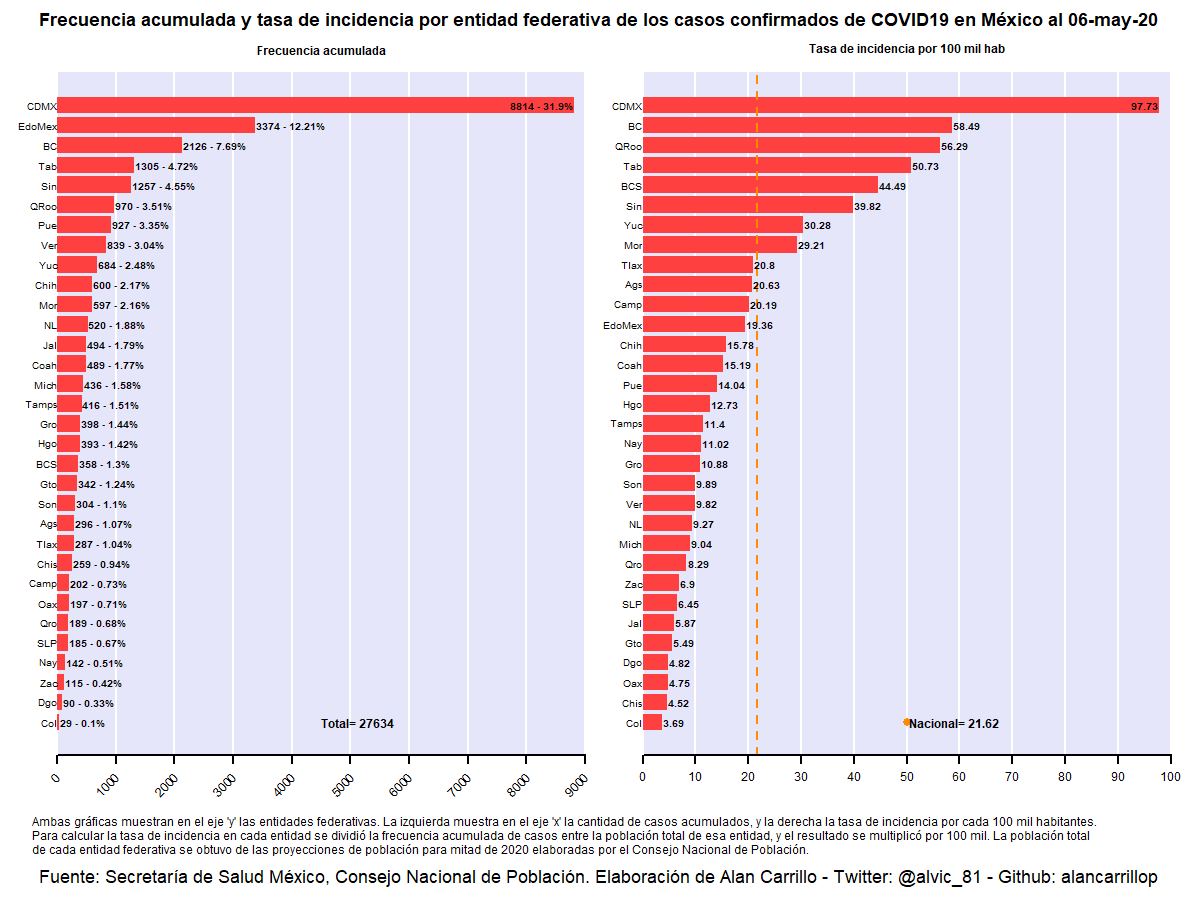 Frecuencia acumulada y tasa de incidencia por entidad federativa de los casos confirmados de COVID19 en México al 06-may-20
Frecuencia acumulada
CDMX 8814 - 31.9%
EdoMex 3374 - 12.21%
BC 2126 - 7.69%
Tab 1305 - 4.72%
Sin 1257 - 4.55%
QRoo 970 - 3.51%
Pue 927 - 3.35%
Ver 839 - 3.04%
Yuc 684 - 2.48%
Chih 600 - 2.17%
Mor 597 - 2.16%
NL 520 - 1.88%
Jal 494 - 1.79%
Coah 489 - 1.77%
Mich 436 - 1.58%
Tamps 416 - 1.51%
Gro 398 - 1.44%
Hgo 393 - 1.42%
BCS 358 - 1.3%
Gto 342 - 1.24%
Son 304 - 1.1%
Ags 296 - 1.07%
Tlax 287 - 1.04%
Chis 259 - 0.94%
Camp 202 - 0.73%
Oax 197 - 0.71%
Qro 189 - 0.68%
SLP 185 - 0.67%
Nay 142 - 0.51%
Zac 115 - 0.42%
Dgo 90 - 0.33%
Col 29 - 0.1%
Total= 27634
0 1000 2000 3000 4000 5000 6000 7000 8000 9000
Tasa de incidencia por 100 mil hab
CDMX 97.73
BC 58.49
QRoo 56.29
Tab 50.73
BCS 44.49
Sin 39.82
Yuc 30.28
Mor 29.21
Tlax 20.8
Ags 20.63
Camp 20.19
EdoMex 19.36
Chih 15.78
Coah 15.19
Pue 14.04
Hgo 12.73
Tamps 11.4
Nay 11.02
Gro 10.88
Son 9.89
Ver 9.82
NL 9.27
Mich 9.04
Qro 8.29
Zac 6.9
SLP 6.45
Jal 5.87
Gto 5.49
Dgo 4.82
Oax 4.75
Chis 4.52
Col 3.69
Nacional= 21.62
0 10 20 30 40 50 60 70 80 90 100
Ambas gráficas muestran en el eje 'y' las entidades federativas. La izquierda muestra en el eje 'x' la cantidad de casos acumulados, y la derecha la tasa de incidencia por cada 100 mil habitantes.
Para calcular la tasa de incidencia en cada entidad se dividió la frecuencia acumulada de casos entre la población total de esa entidad, y el resultado se multiplicó por 100 mil. La población total
de cada entidad federativa se obtuvo de las proyecciones de población para mitad de 2020 elaboradas por el Consejo Nacional de Población.
Fuente: Secretaría de Salud México, Consejo Nacional de Población. Elaboración de Alan Carrillo - Twitter: @alvic_81 - Github: alancarrillop